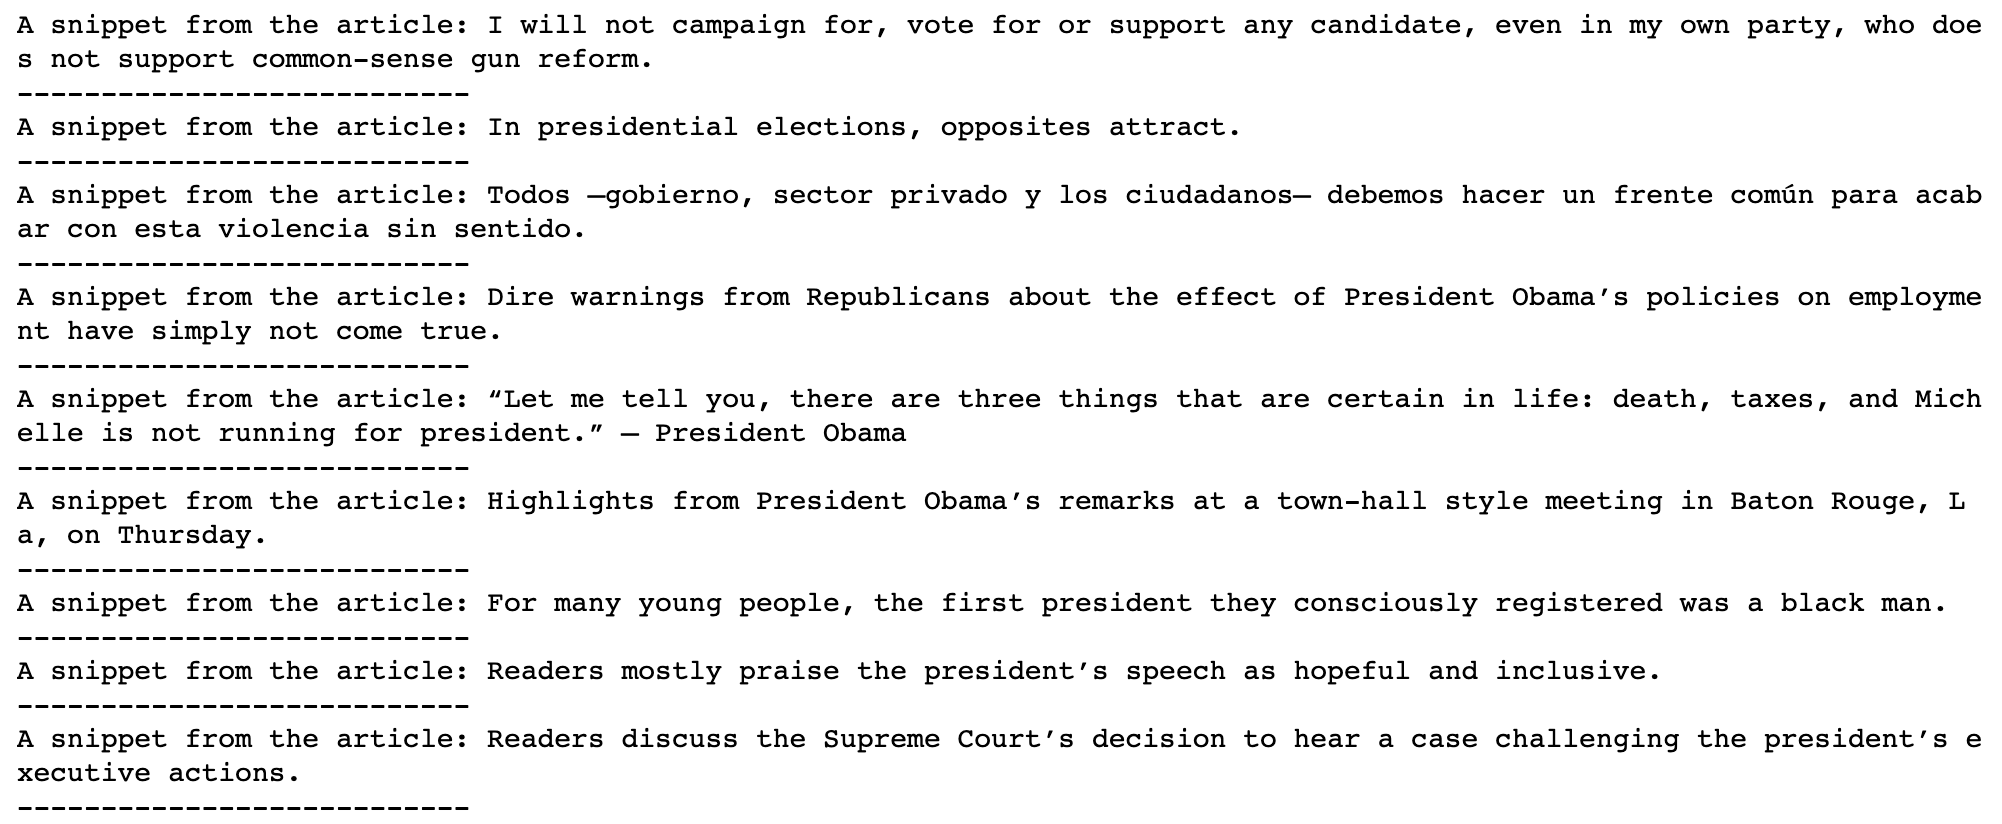 A snippet from the article: I will not campaign for, vote for or support any candidate, even in my own party, who doe
s not support common-sense gun reform.
---------------------------
A snippet from the article: In presidential elections, opposites attract.
---------------------------
A snippet from the article: Todos —gobierno, sector privado y los ciudadanos— debemos hacer un frente común para acab
ar con esta violencia sin sentido.
---------------------------
A snippet from the article: Dire warnings from Republicans about the effect of President Obama’s policies on employme
nt have simply not come true.
---------------------------
A snippet from the article: “Let me tell you, there are three things that are certain in life: death, taxes, and Mich
elle is not running for president.” — President Obama
---------------------------
A snippet from the article: Highlights from President Obama’s remarks at a town-hall style meeting in Baton Rouge, L
a, on Thursday.
---------------------------
A snippet from the article: For many young people, the first president they consciously registered was a black man.
---------------------------
A snippet from the article: Readers mostly praise the president’s speech as hopeful and inclusive.
---------------------------
A snippet from the article: Readers discuss the Supreme Court’s decision to hear a case challenging the president’s e
xecutive actions.
---------------------------